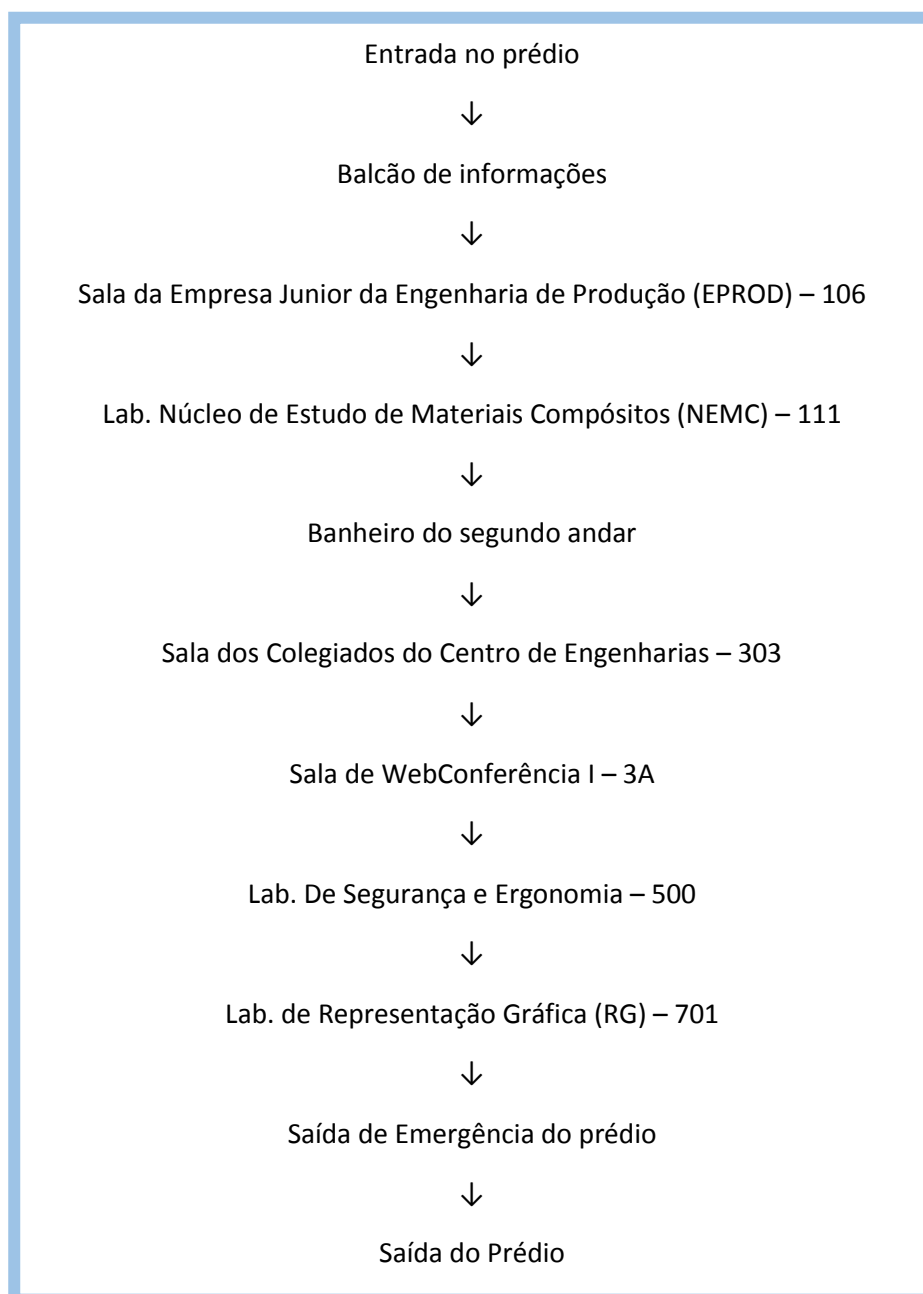 Entrada no prédio
↓
Balcão de informações
↓
Sala da Empresa Junior da Engenharia de Produção (EPROD) – 106
↓
Lab. Núcleo de Estudo de Materiais Compósitos (NEMC) – 111
↓
Banheiro do segundo andar
↓
Sala dos Colegiados do Centro de Engenharias – 303
↓
Sala de WebConferência I – 3A
↓
Lab. De Segurança e Ergonomia – 500
↓
Lab. de Representação Gráfica (RG) – 701
↓
Saída de Emergência do prédio
↓
Saída do Prédio